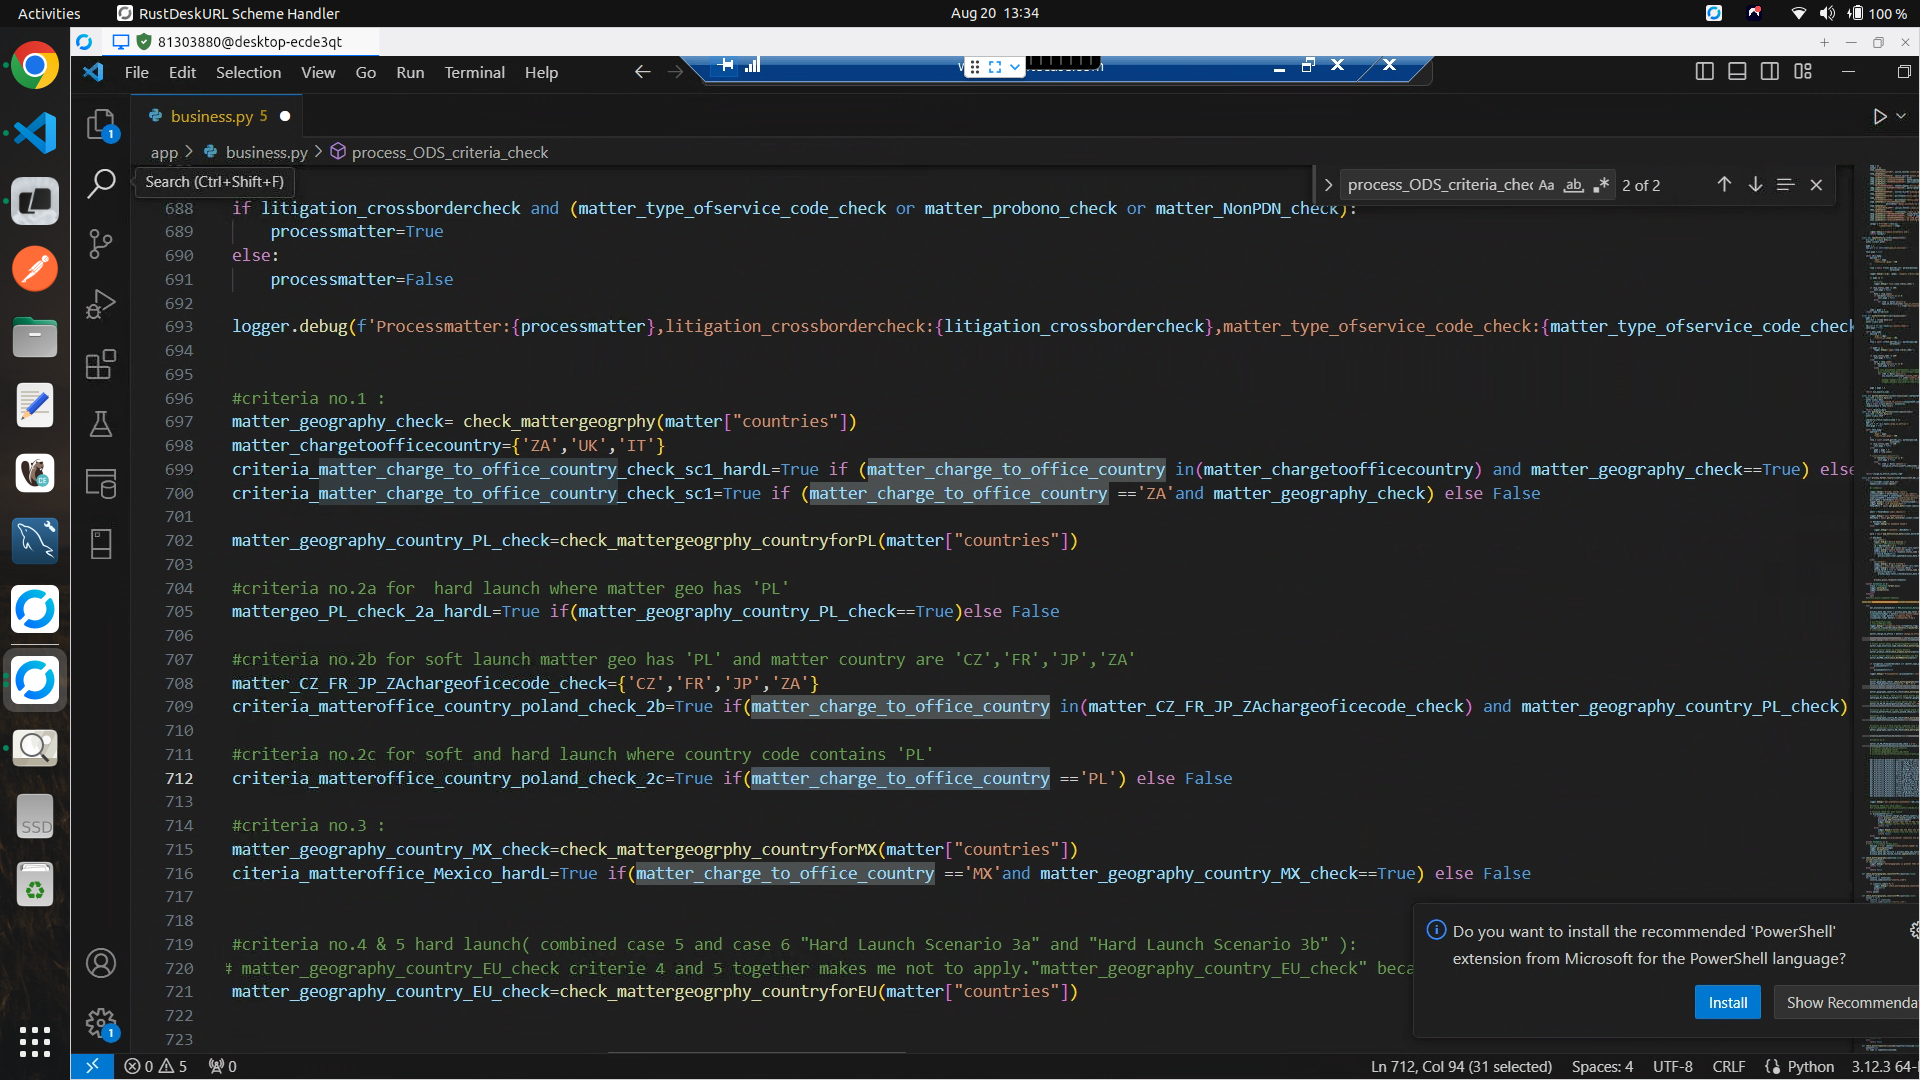 Activities
RustDeskURL Scheme Handler
Aug 20 13:34
100 %
81303880@desktop-ecde3qt
File Edit Selection View Go Run Terminal Help
business.py 5
app > business.py > process_ODS_criteria_check
Search (Ctrl+Shift+F)
process_ODS_criteria_chec Aa ab 2 of 2
688 if litigation_crossbordercheck and (matter_type_ofservice_code_check or matter_probono_check or matter_NonPDN_check):
689 processmatter=True
690 else:
691 processmatter=False
692
693 logger.debug(f'Processmatter:{processmatter},litigation_crossbordercheck:{litigation_crossbordercheck},matter_type_ofservice_code_check:{matter_type_ofservice_code_check
694
695
696 #criteria no.1 :
697 matter_geography_check= check_mattergeogrphy(matter["countries"])
698 matter_chargetoofficecountry={'ZA','UK','IT'}
699 criteria_matter_charge_to_office_country_check_sc1_hardL=True if (matter_charge_to_office_country in(matter_chargetoofficecountry) and matter_geography_check==True) else
700 criteria_matter_charge_to_office_country_check_sc1=True if (matter_charge_to_office_country =='ZA'and matter_geography_check) else False
701
702 matter_geography_country_PL_check=check_mattergeogrphy_countryforPL(matter["countries"])
703
704 #criteria no.2a for  hard launch where matter geo has 'PL'
705 mattergeo_PL_check_2a_hardL=True if(matter_geography_country_PL_check==True)else False
706
707 #criteria no.2b for soft launch matter geo has 'PL' and matter country are 'CZ','FR','JP','ZA'
708 matter_CZ_FR_JP_ZAchargeoficecode_check={'CZ','FR','JP','ZA'}
709 criteria_matteroffice_country_poland_check_2b=True if(matter_charge_to_office_country in(matter_CZ_FR_JP_ZAchargeoficecode_check) and matter_geography_country_PL_check)
710
711 #criteria no.2c for soft and hard launch where country code contains 'PL'
712 criteria_matteroffice_country_poland_check_2c=True if(matter_charge_to_office_country =='PL') else False
713
714 #criteria no.3 :
715 matter_geography_country_MX_check=check_mattergeogrphy_countryforMX(matter["countries"])
716 citeria_matteroffice_Mexico_hardL=True if(matter_charge_to_office_country =='MX'and matter_geography_country_MX_check==True) else False
717
718
719 #criteria no.4 & 5 hard launch( combined case 5 and case 6 "Hard Launch Scenario 3a" and "Hard Launch Scenario 3b" ):
720 # matter_geography_country_EU_check criterie 4 and 5 together makes me not to apply."matter_geography_country_EU_check" beca
721 matter_geography_country_EU_check=check_mattergeogrphy_countryforEU(matter["countries"])
722
723
Do you want to install the recommended 'PowerShell'
extension from Microsoft for the PowerShell language?
Install
Show Recommenda
SSD
1
1
0 5 0
Ln 712, Col 94 (31 selected) Spaces: 4 UTF-8 CRLF Python 3.12.3 64-